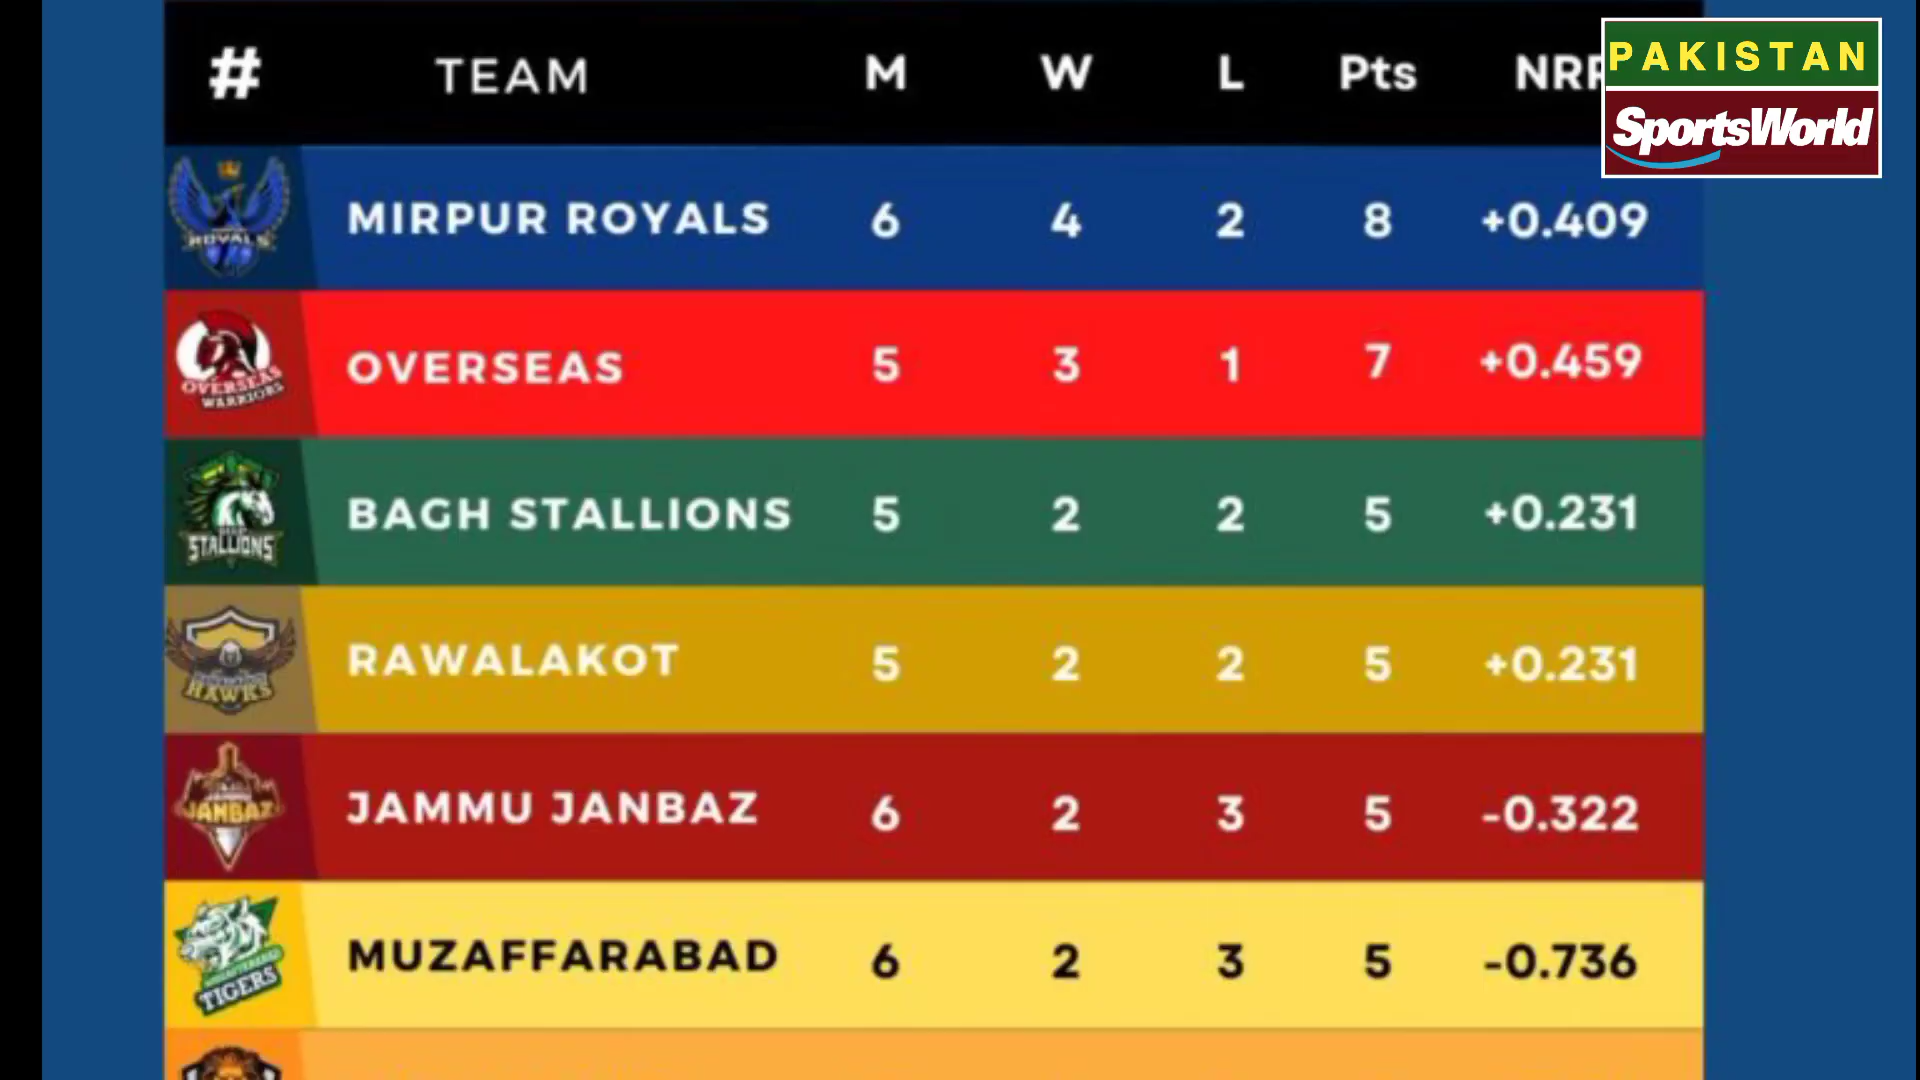 # TEAM M W L Pts NRR
PAKISTAN
SportsWorld
ROYALS
MIRPUR ROYALS 6 4 2 8 +0.409
OVERSEAS
WARRIORS
OVERSEAS 5 3 1 7 +0.459
STALLIONS
BAGH STALLIONS 5 2 2 5 +0.231
HAWKS
RAWALAKOT 5 2 2 5 +0.231
JANBAZ
JAMMU JANBAZ 6 2 3 5 -0.322
TIGERS
MUZAFFARABAD 6 2 3 5 -0.736